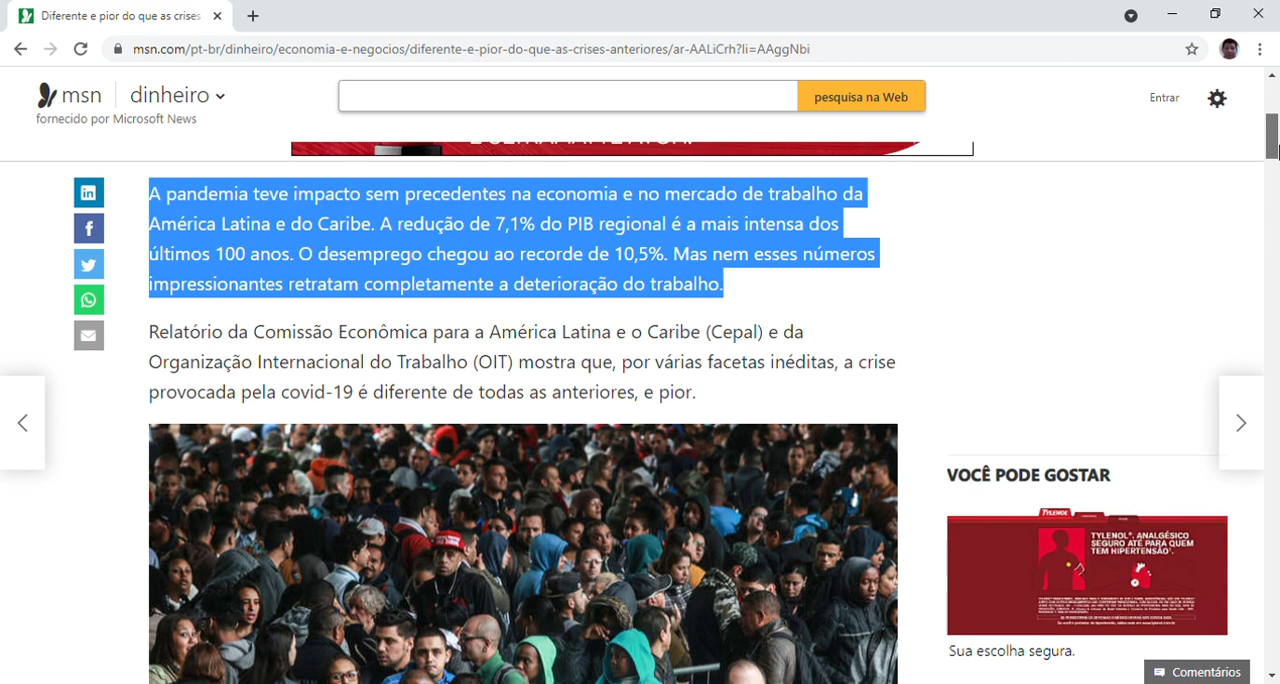 Diferente e pior do que as crises
msn.com/pt-br/dinheiro/economia-e-negocios/diferente-e-pior-do-que-as-crises-anteriores/ar-AALiCrh?li=AAggNbi
msn dinheiro
pesquisa na Web
Entrar
fornecido por Microsoft News
A pandemia teve impacto sem precedentes na economia e no mercado de trabalho da
América Latina e do Caribe. A redução de 7,1% do PIB regional é a mais intensa dos
últimos 100 anos. O desemprego chegou ao recorde de 10,5%. Mas nem esses números
impressionantes retratam completamente a deterioração do trabalho.
Relatório da Comissão Econômica para a América Latina e o Caribe (Cepal) e da
Organização Internacional do Trabalho (OIT) mostra que, por várias facetas inéditas, a crise
provocada pela covid-19 é diferente de todas as anteriores, e pior.
VOCÊ PODE GOSTAR
TYLENOL
TYLENOL®. ANALGÉSICO
SEGURO ATÉ PARA QUEM
TEM HIPERTENSÃO¹.
Sua escolha segura.
Comentários